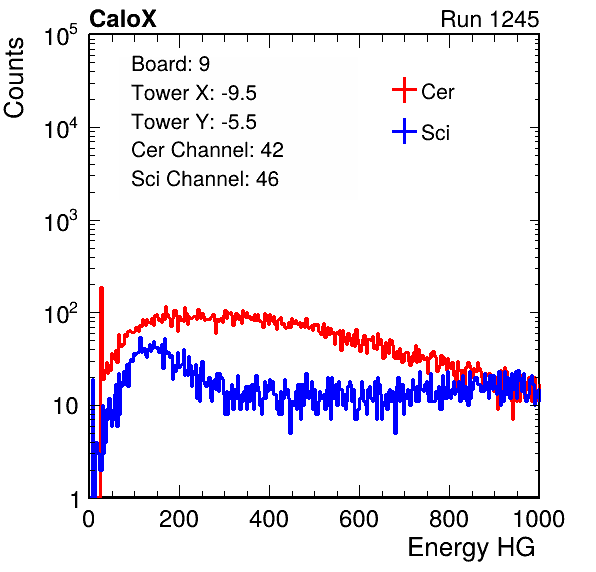 CaloX Run 1245
Counts
10^5
10^4
10^3
10^2
10
1
Board: 9
Tower X: -9.5
Tower Y: -5.5
Cer Channel: 42
Sci Channel: 46
Cer
Sci
0 200 400 600 800 1000
Energy HG